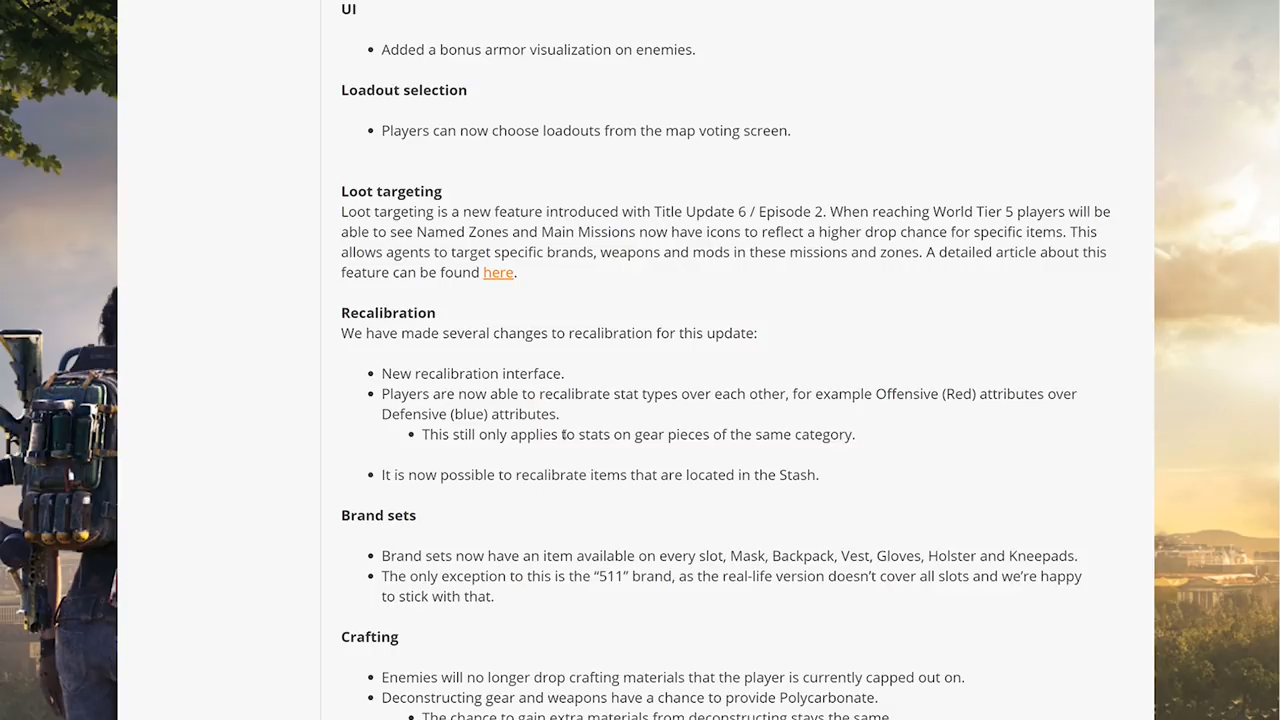 UI
• Added a bonus armor visualization on enemies.
Loadout selection
• Players can now choose loadouts from the map voting screen.
Loot targeting
Loot targeting is a new feature introduced with Title Update 6 / Episode 2. When reaching World Tier 5 players will be
able to see Named Zones and Main Missions now have icons to reflect a higher drop chance for specific items. This
allows agents to target specific brands, weapons and mods in these missions and zones. A detailed article about this
feature can be found here.
Recalibration
We have made several changes to recalibration for this update:
• New recalibration interface.
• Players are now able to recalibrate stat types over each other, for example Offensive (Red) attributes over
Defensive (blue) attributes.
• This still only applies to stats on gear pieces of the same category.
• It is now possible to recalibrate items that are located in the Stash.
Brand sets
• Brand sets now have an item available on every slot, Mask, Backpack, Vest, Gloves, Holster and Kneepads.
• The only exception to this is the “511” brand, as the real-life version doesn’t cover all slots and we’re happy
to stick with that.
Crafting
• Enemies will no longer drop crafting materials that the player is currently capped out on.
• Deconstructing gear and weapons have a chance to provide Polycarbonate.
• The chance to gain extra materials from deconstructing stays the same.